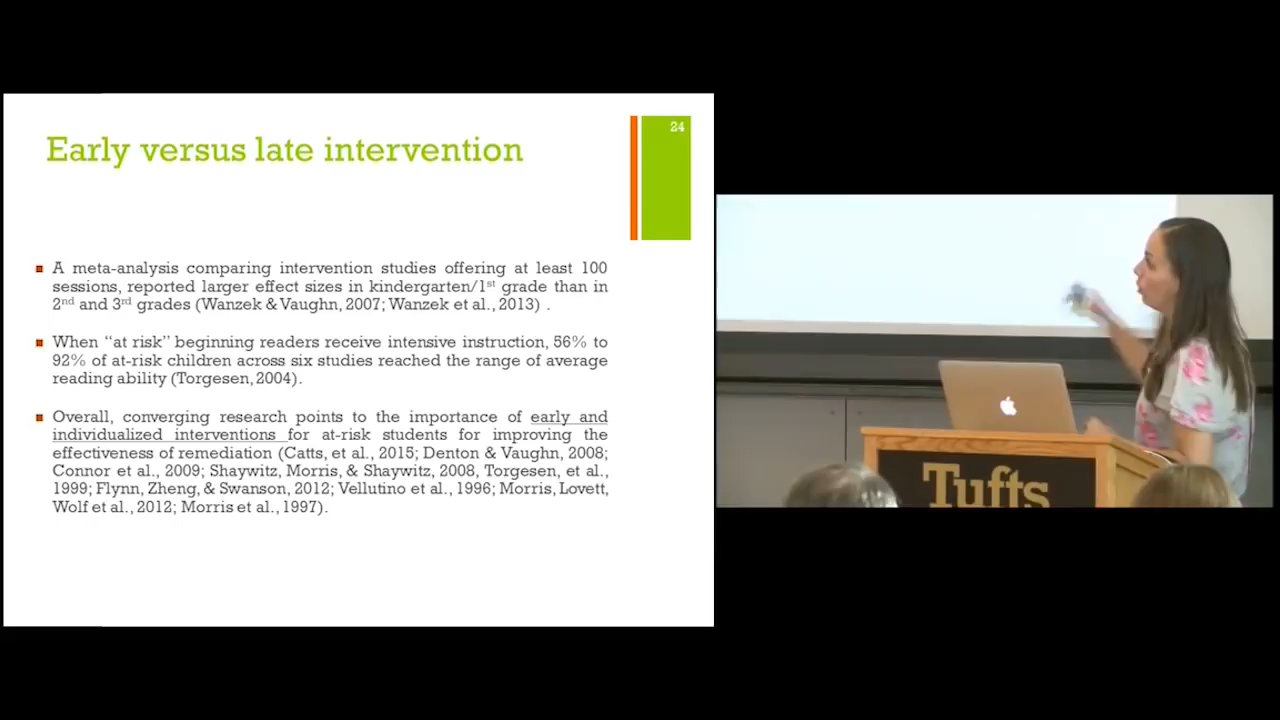 24
Early versus late intervention
A meta-analysis comparing intervention studies offering at least 100
sessions, reported larger effect sizes in kindergarten/1st grade than in
2nd and 3rd grades (Wanzek & Vaughn, 2007; Wanzek et al., 2013) .
When “at risk” beginning readers receive intensive instruction, 56% to
92% of at-risk children across six studies reached the range of average
reading ability (Torgesen, 2004).
Overall, converging research points to the importance of early and
individualized interventions for at-risk students for improving the
effectiveness of remediation (Catts, et al., 2015; Denton & Vaughn, 2008;
Connor et al., 2009; Shaywitz, Morris, & Shaywitz, 2008, Torgesen, et al.,
1999; Flynn, Zheng, & Swanson, 2012; Vellutino et al., 1996; Morris, Lovett,
Wolf et al., 2012; Morris et al., 1997).
Tufts